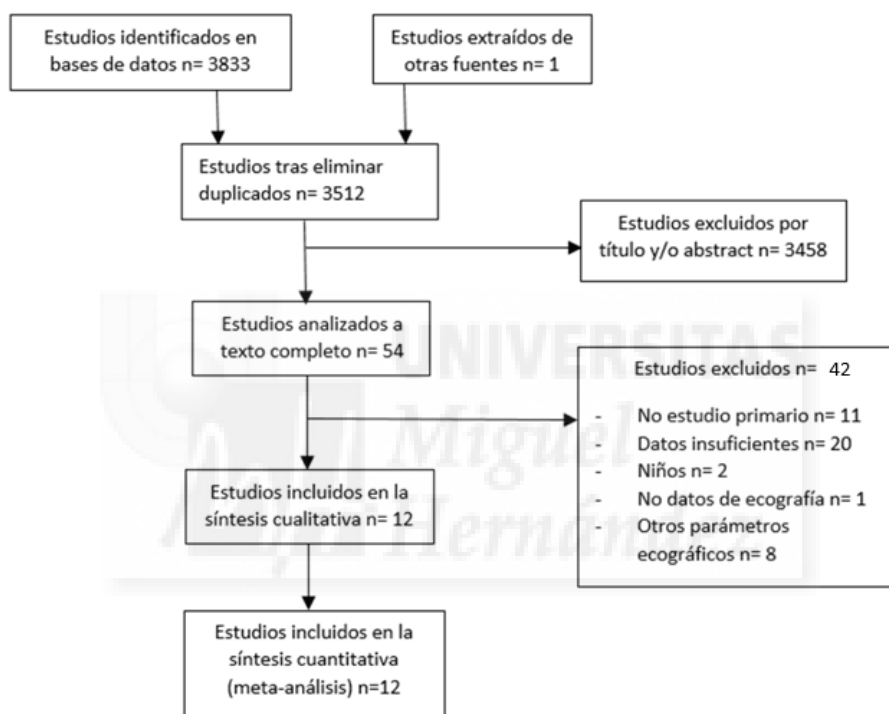 Estudios identificados en
bases de datos n= 3833
Estudios extraídos de
otras fuentes n= 1
Estudios tras eliminar
duplicados n= 3512
Estudios excluidos por
título y/o abstract n= 3458
Estudios analizados a
texto completo n= 54
Estudios excluidos n= 42
- No estudio primario n= 11
- Datos insuficientes n= 20
- Niños n= 2
- No datos de ecografía n= 1
- Otros parámetros
ecográficos n= 8
Estudios incluidos en la
síntesis cualitativa n= 12
Estudios incluidos en la
síntesis cuantitativa
(meta-análisis) n=12
UNIVERSITAS
Miguel
Hernández